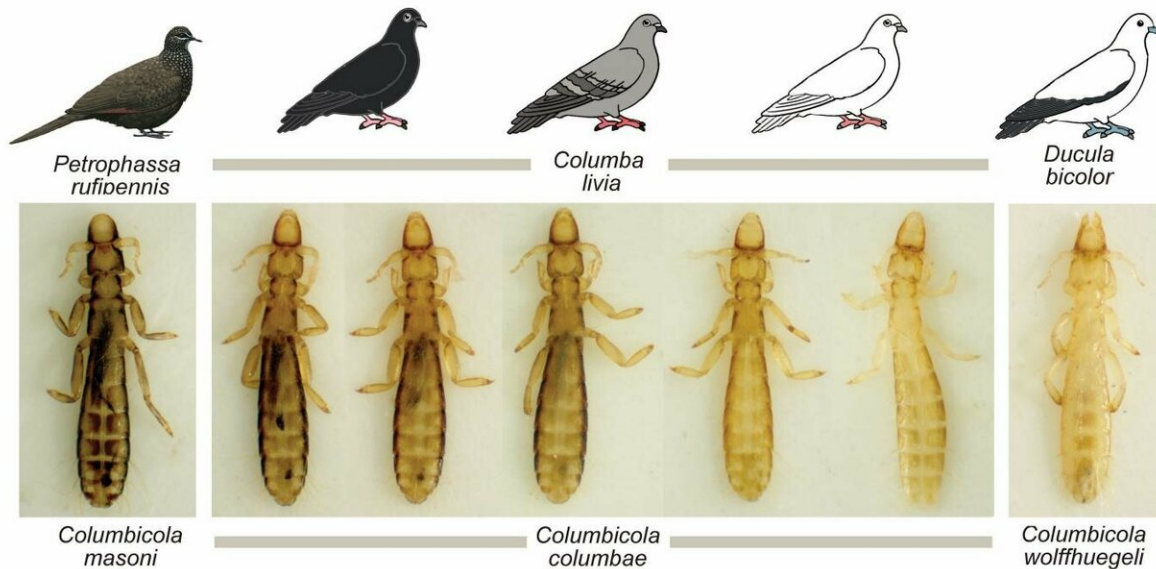 Petrophassa
rufipennis
Columba
livia
Ducula
bicolor
Columbicola
masoni
Columbicola
columbae
Columbicola
wolffhuegeli